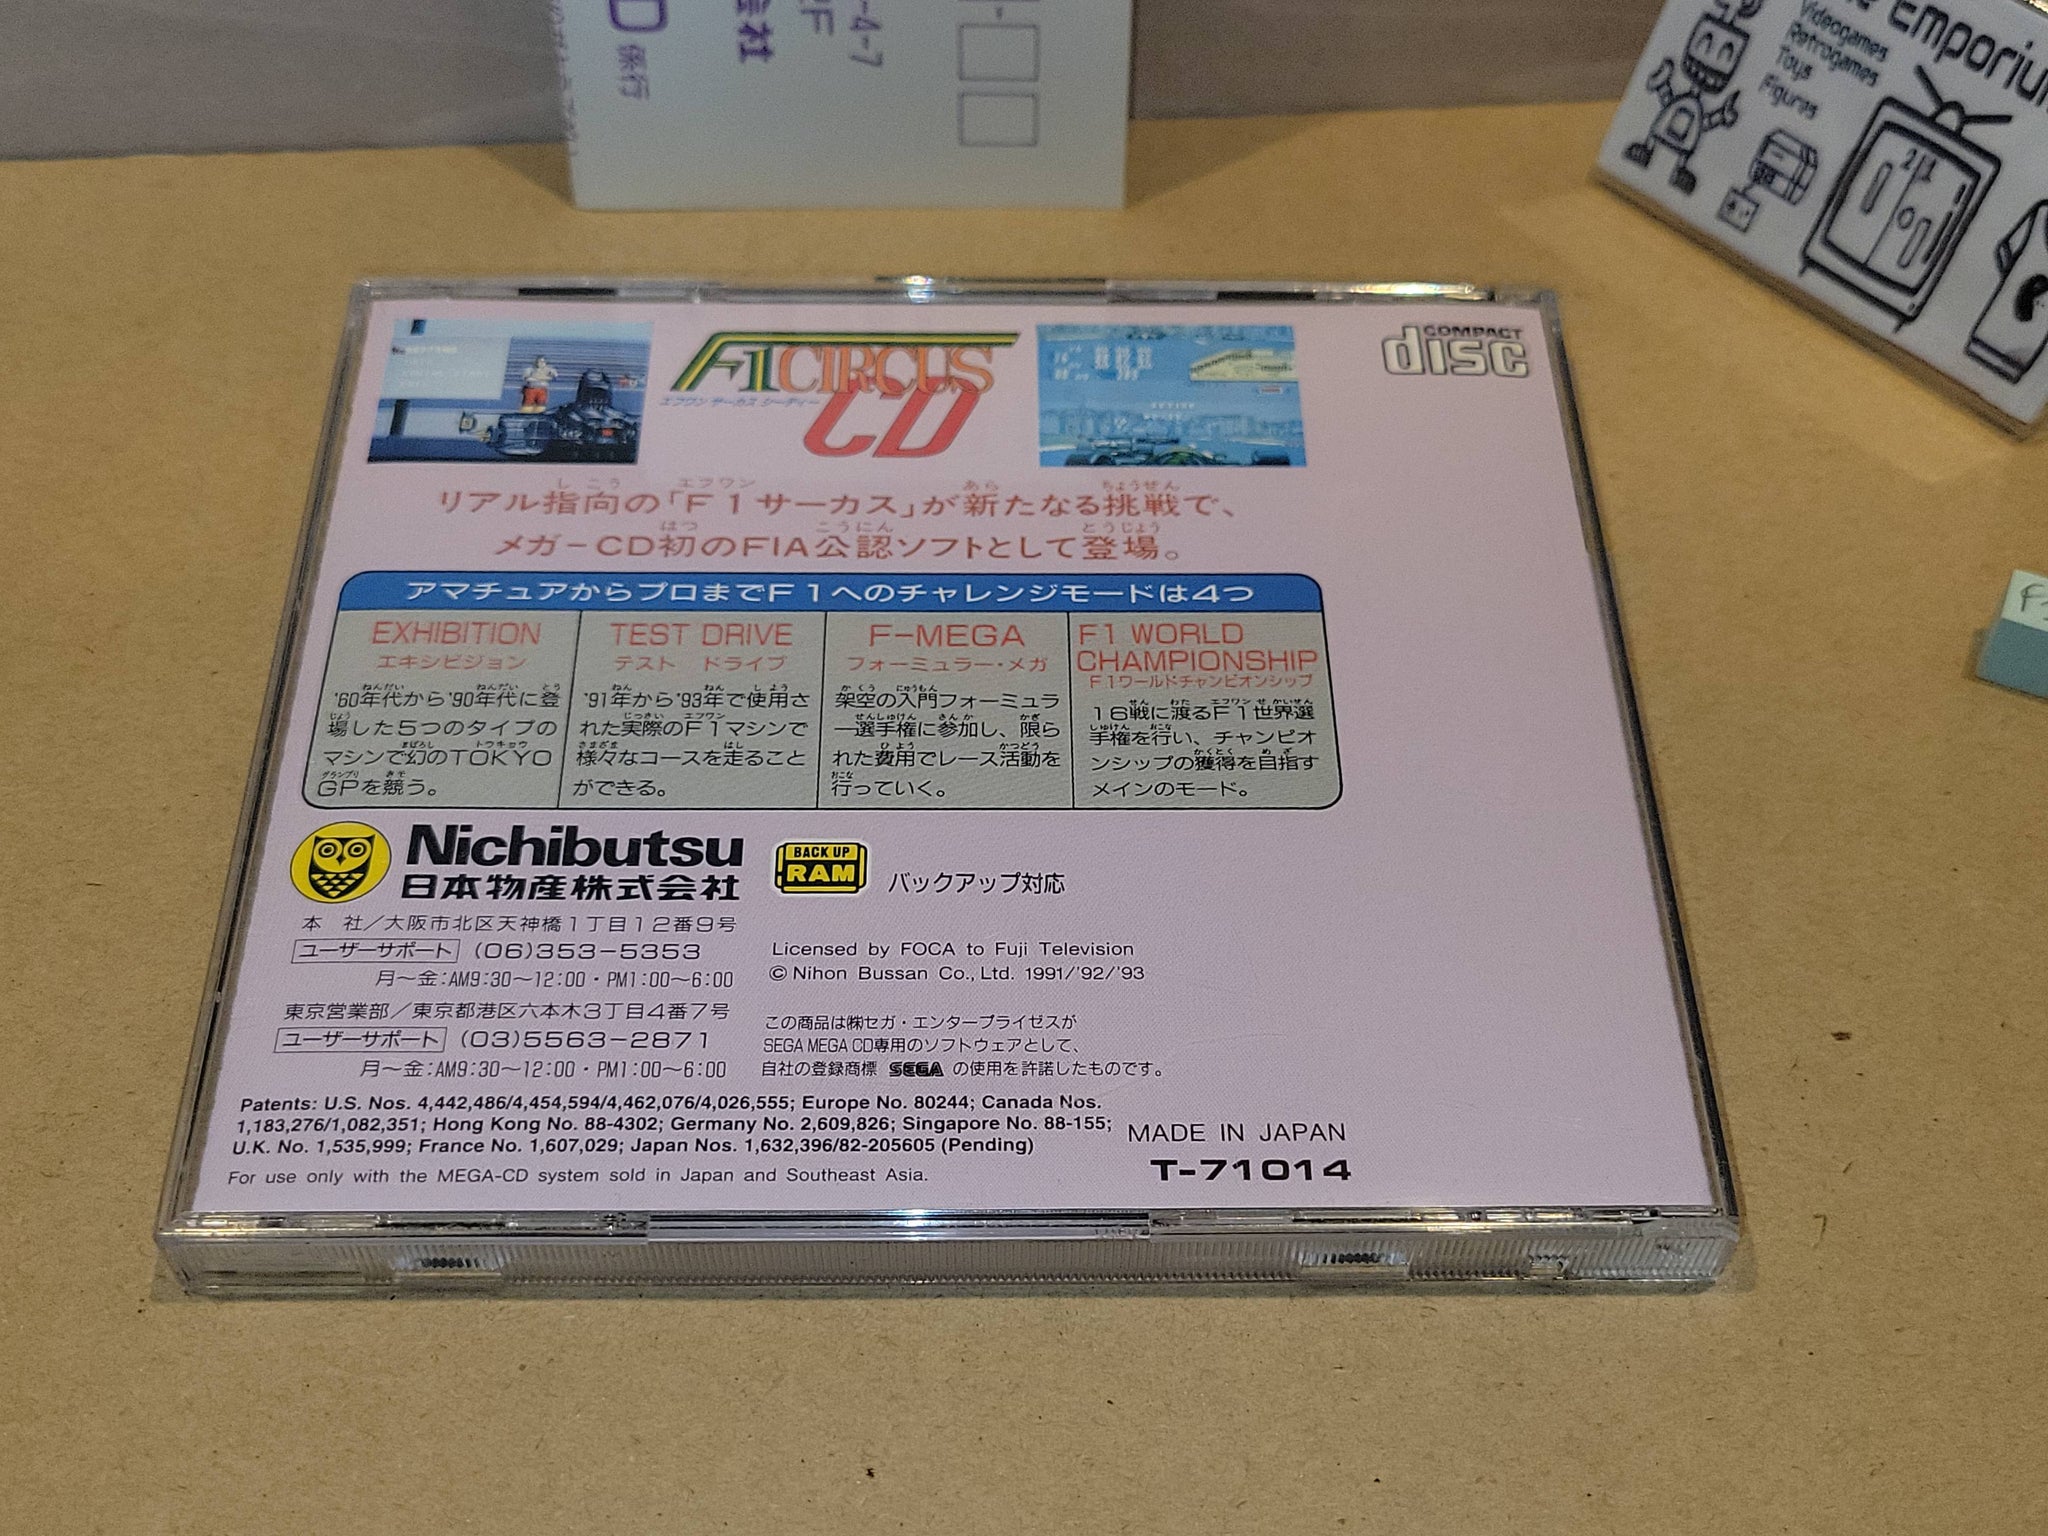 係行
会社
-4-7
F
Emporium
Videogames
Retrogames
Toys
Figures
F1 CIRCUS
CD
エフワン サーカス シーディー
COMPACT
disc
リアル指向の「F1サーカス」が新たなる挑戦で、
メガ-CD初のFIA公認ソフトとして登場。
アマチュアからプロまでF1へのチャレンジモードは4つ
EXHIBITION
エキシビジョン
'60年代から'90年代に登
場した5つのタイプの
マシンで幻のTOKYO
GPを競う。
TEST DRIVE
テスト ドライブ
'91年から'93年で使用さ
れた実際のF1マシンで
様々なコースを走ること
ができる。
F-MEGA
フォーミュラー・メガ
架空の入門フォーミュラ
ー選手権に参加し、限ら
れた費用でレース活動を
行っていく。
F1 WORLD
CHAMPIONSHIP
F1ワールドチャンピオンシップ
16戦に渡るF1世界選
手権を行い、チャンピオ
ンシップの獲得を目指す
メインのモード。
Nichibutsu
日本物産株式会社
BACK UP
RAM
バックアップ対応
本 社/大阪市北区天神橋1丁目12番9号
ユーザーサポート (06)353-5353
月~金:AM9:30~12:00・PM1:00~6:00
東京営業部/東京都港区六本木3丁目4番7号
ユーザーサポート (03)5563-2871
月~金:AM9:30~12:00・PM1:00~6:00
Licensed by FOCA to Fuji Television
© Nihon Bussan Co., Ltd. 1991/'92/'93
この商品は㈱セガ・エンタープライゼスが
SEGA MEGA CD専用のソフトウェアとして、
自社の登録商標 SEGA の使用を許諾したものです。
Patents: U.S. Nos. 4,442,486/4,454,594/4,462,076/4,026,555; Europe No. 80244; Canada Nos.
1,183,276/1,082,351; Hong Kong No. 88-4302; Germany No. 2,609,826; Singapore No. 88-155;
U.K. No. 1,535,999; France No. 1,607,029; Japan Nos. 1,632,396/82-205605 (Pending)
For use only with the MEGA-CD system sold in Japan and Southeast Asia.
MADE IN JAPAN
T-71014